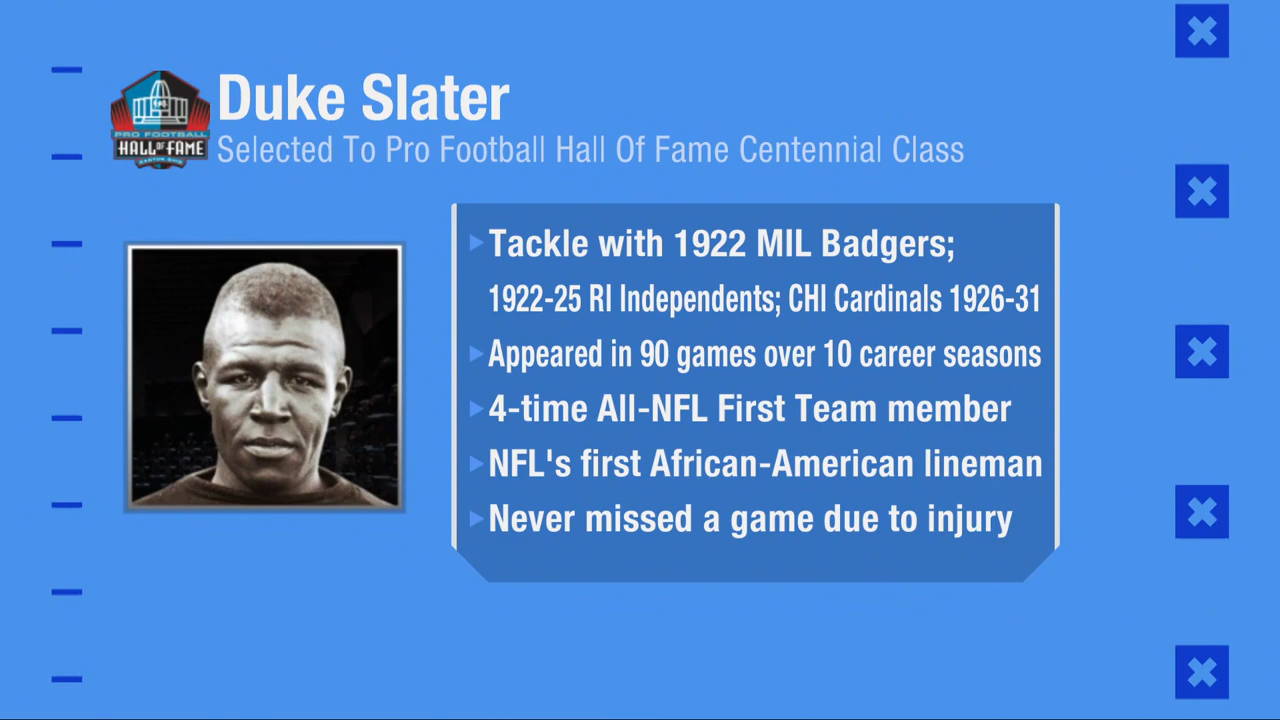 Duke Slater
Selected To Pro Football Hall Of Fame Centennial Class
PRO FOOTBALL
HALL OF FAME
CANTON OHIO
Tackle with 1922 MIL Badgers;
1922-25 RI Independents; CHI Cardinals 1926-31
Appeared in 90 games over 10 career seasons
4-time All-NFL First Team member
NFL's first African-American lineman
Never missed a game due to injury